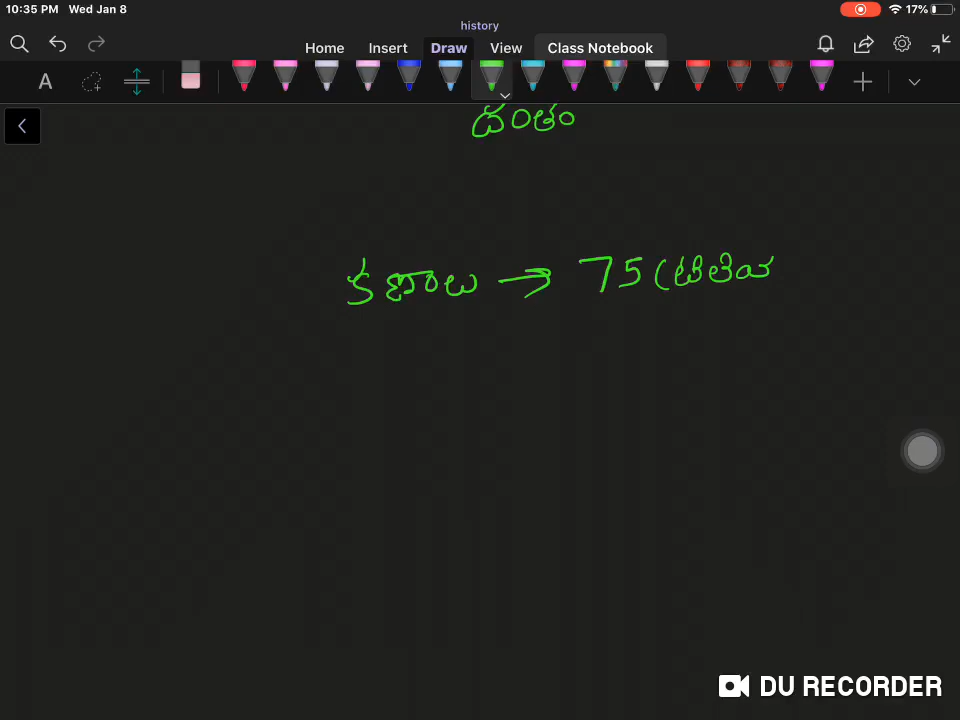 10:35 PM Wed Jan 8
17%
history
Home Insert Draw View Class Notebook
A
దంతం
కణాలు → 75 (
DU RECORDER